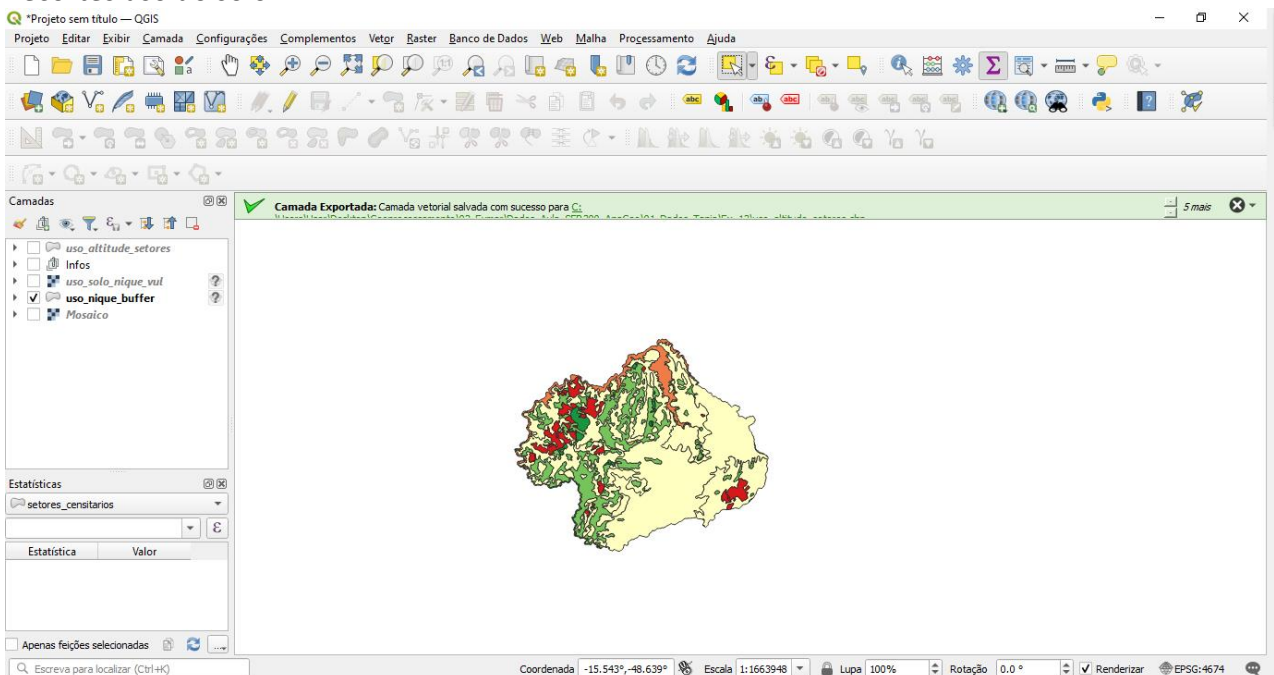 *Projeto sem título — QGIS
Projeto Editar Exibir Camada Configurações Complementos Vetor Raster Banco de Dados Web Malha Processamento Ajuda
Camadas
Camada Exportada: Camada vetorial salvada com sucesso para C:
5 mais
uso_altitude_setores
Infos
uso_solo_nique_vul
uso_nique_buffer
Mosaico
Estatísticas
setores_censitarios
Estatística Valor
Apenas feições selecionadas
Escreva para localizar (Ctrl+K) Coordenada -15.543°,-48.639° Escala 1:1663948 Lupa 100% Rotação 0.0 ° Renderizar EPSG:4674